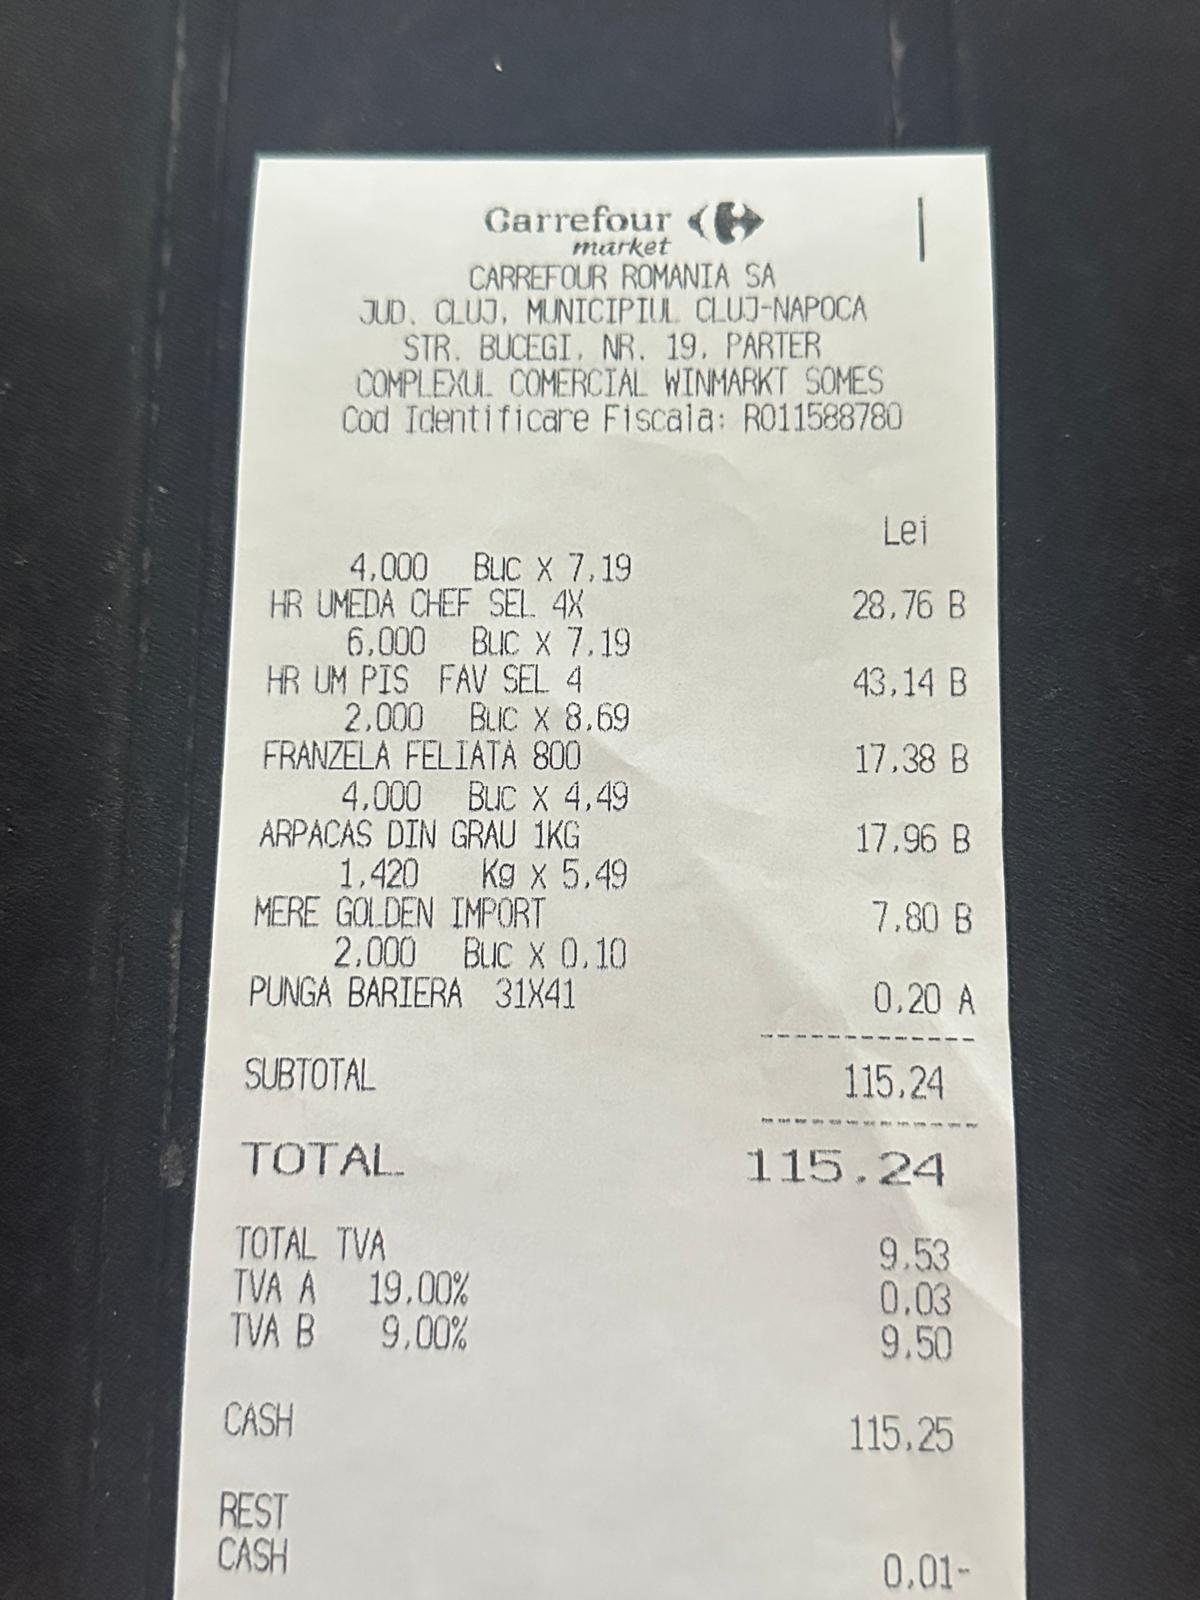 Carrefour
market
CARREFOUR ROMANIA SA
JUD. CLUJ, MUNICIPIUL CLUJ-NAPOCA
STR. BUCEGI, NR. 19, PARTER
COMPLEXUL COMERCIAL WINMARKT SOMES
Cod Identificare Fiscala: RO11588780
Lei
4,000 Buc X 7,19
HR UMEDA CHEF SEL 4X 28,76 B
6,000 Buc X 7,19
HR UM PIS FAV SEL 4 43,14 B
2,000 Buc X 8,69
FRANZELA FELIATA 800 17,38 B
4,000 Buc X 4,49
ARPACAS DIN GRAU 1KG 17,96 B
1,420 Kg X 5,49
MERE GOLDEN IMPORT 7,80 B
2,000 Buc X 0,10
PUNGA BARIERA 31X41 0,20 A
SUBTOTAL 115,24
TOTAL 115.24
TOTAL TVA 9,53
TVA A 19,00% 0,03
TVA B 9,00% 9,50
CASH 115,25
REST
CASH 0,01-